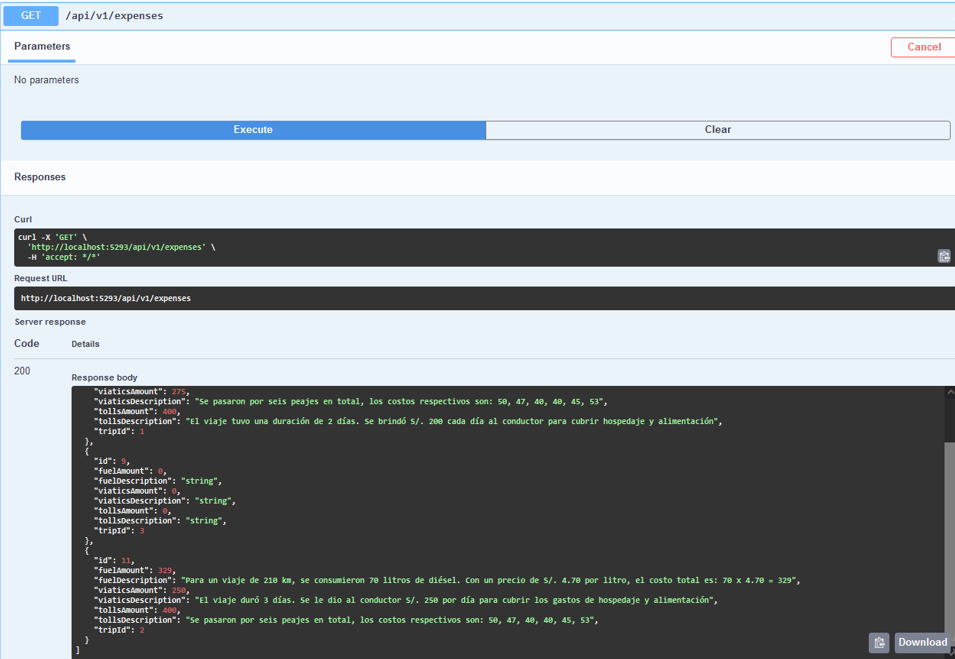 GET /api/v1/expenses
Parameters
Cancel
No parameters
Execute
Clear
Responses
Curl
curl -X 'GET' \
'http://localhost:5293/api/v1/expenses' \
-H 'accept: */*'
Request URL
http://localhost:5293/api/v1/expenses
Server response
Code
Details
200
Response body
"viaticsAmount": 275,
"viaticsDescription": "Se pasaron por seis peajes en total, los costos respectivos son: 50, 47, 40, 40, 45, 53",
"tollsAmount": 400,
"tollsDescription": "El viaje tuvo una duración de 2 días. Se brindó S/. 200 cada día al conductor para cubrir hospedaje y alimentación",
"tripId": 1
},
{
"id": 9,
"fuelAmount": 0,
"fuelDescription": "string",
"viaticsAmount": 0,
"viaticsDescription": "string",
"tollsAmount": 0,
"tollsDescription": "string",
"tripId": 3
},
{
"id": 11,
"fuelAmount": 329,
"fuelDescription": "Para un viaje de 210 km, se consumieron 70 litros de diésel. Con un precio de S/. 4.70 por litro, el costo total es: 70 x 4.70 = 329",
"viaticsAmount": 250,
"viaticsDescription": "El viaje duró 3 días. Se le dio al conductor S/. 250 por día para cubrir los gastos de hospedaje y alimentación",
"tollsAmount": 400,
"tollsDescription": "Se pasaron por seis peajes en total, los costos respectivos son: 50, 47, 40, 40, 45, 53",
"tripId": 2
}
]
Download